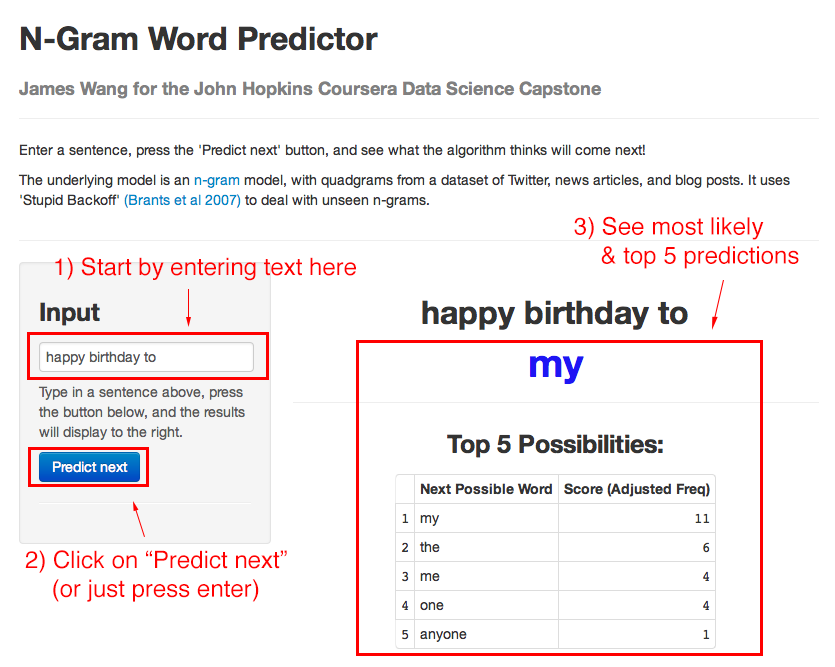 N-Gram Word Predictor
James Wang for the John Hopkins Coursera Data Science Capstone
Enter a sentence, press the 'Predict next' button, and see what the algorithm thinks will come next!
The underlying model is an n-gram model, with quadgrams from a dataset of Twitter, news articles, and blog posts. It uses
'Stupid Backoff' (Brants et al 2007) to deal with unseen n-grams.
1) Start by entering text here
Input
happy birthday to
Type in a sentence above, press
the button below, and the results
will display to the right.
Predict next
2) Click on “Predict next”
(or just press enter)
3) See most likely
& top 5 predictions
happy birthday to
my
Top 5 Possibilities:
Next Possible Word Score (Adjusted Freq)
1 my 11
2 the 6
3 me 4
4 one 4
5 anyone 1